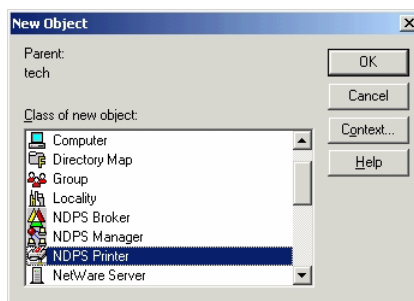 New Object
Parent:
tech
Class of new object:
Computer
Directory Map
Group
Locality
NDPS Broker
NDPS Manager
NDPS Printer
NetWare Server
OK
Cancel
Context...
Help